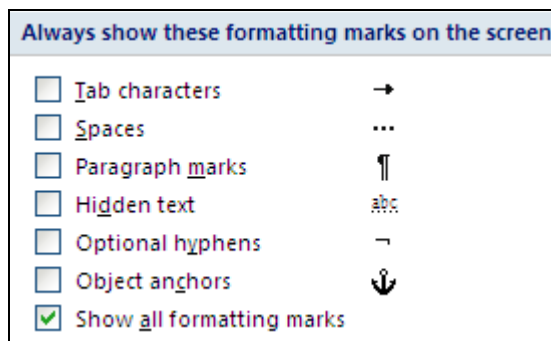 Always show these formatting marks on the screen
Tab characters →
Spaces ···
Paragraph marks ¶
Hidden text abc
Optional hyphens ¬
Object anchors ⚓
Show all formatting marks